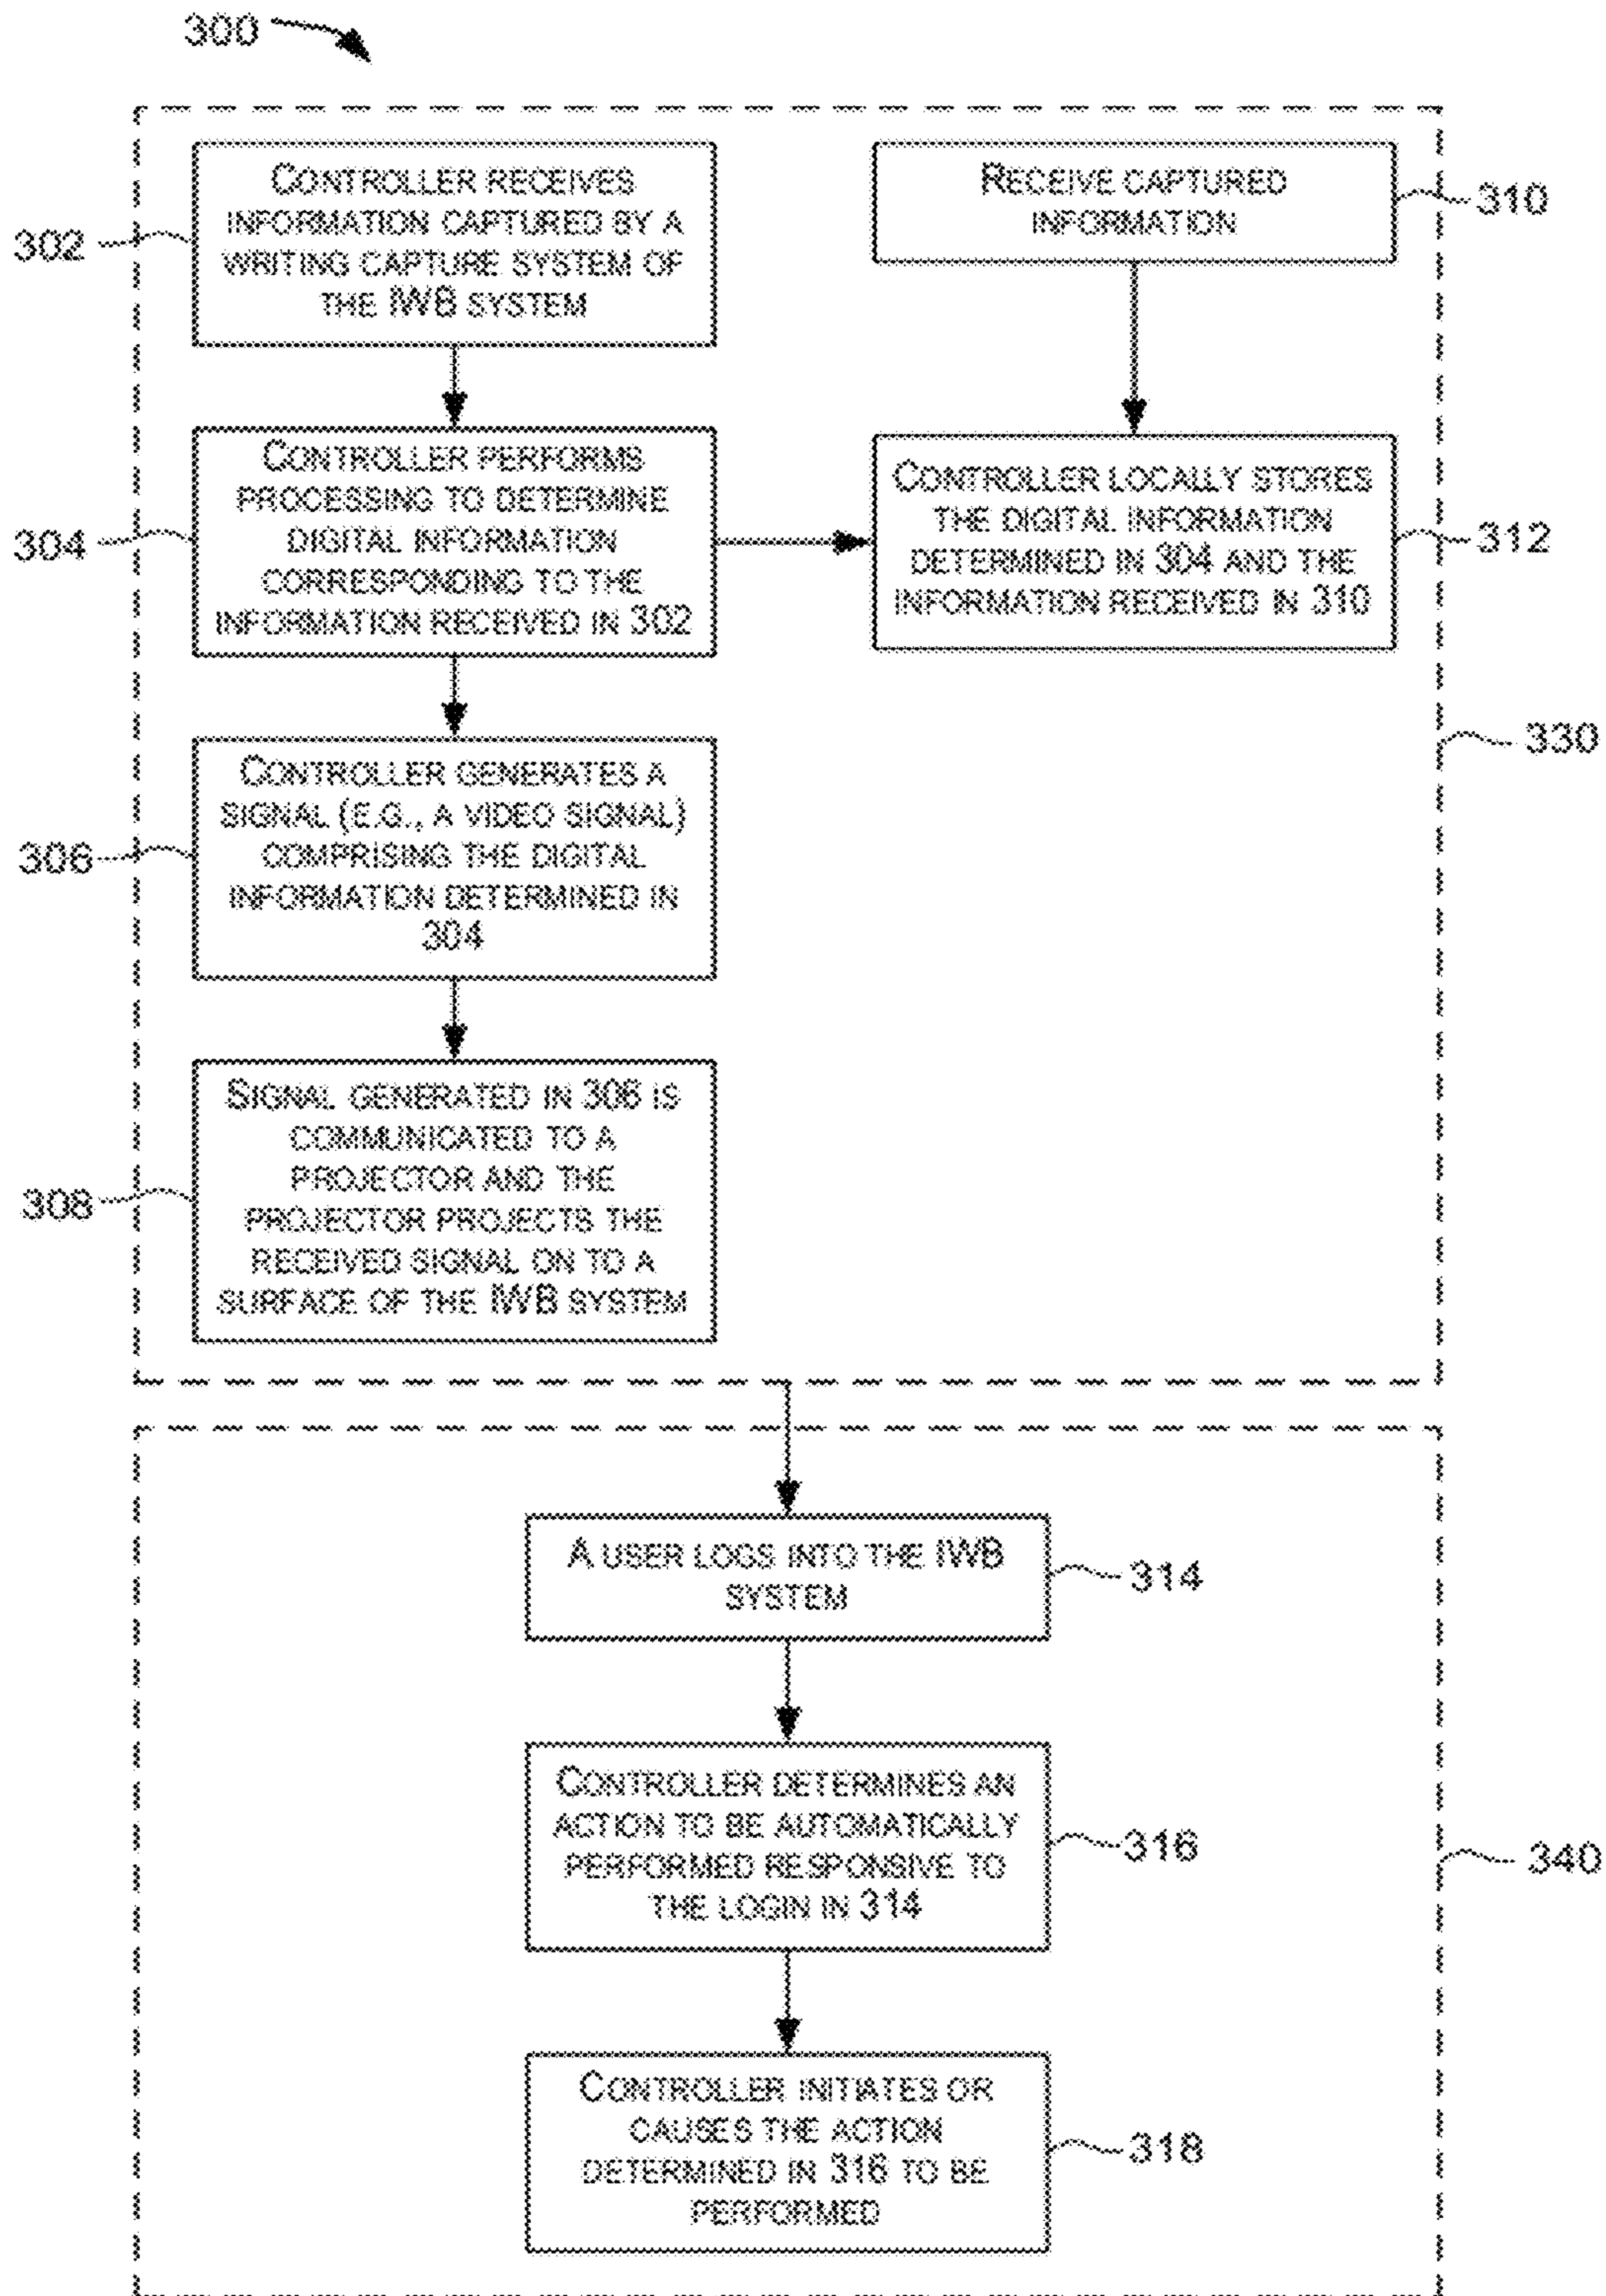 300
302
CONTROLLER RECEIVES
INFORMATION CAPTURED BY A
WRITING CAPTURE SYSTEM OF
THE IWB SYSTEM
RECEIVE CAPTURED
INFORMATION
310
304
CONTROLLER PERFORMS
PROCESSING TO DETERMINE
DIGITAL INFORMATION
CORRESPONDING TO THE
INFORMATION RECEIVED IN 302
CONTROLLER LOCALLY STORES
THE DIGITAL INFORMATION
DETERMINED IN 304 AND THE
INFORMATION RECEIVED IN 310
312
330
306
CONTROLLER GENERATES A
SIGNAL (E.G., A VIDEO SIGNAL)
COMPRISING THE DIGITAL
INFORMATION DETERMINED IN
304
308
SIGNAL GENERATED IN 306 IS
COMMUNICATED TO A
PROJECTOR AND THE
PROJECTOR PROJECTS THE
RECEIVED SIGNAL ON TO A
SURFACE OF THE IWB SYSTEM
A USER LOGS INTO THE IWB
SYSTEM
314
CONTROLLER DETERMINES AN
ACTION TO BE AUTOMATICALLY
PERFORMED RESPONSIVE TO
THE LOGIN IN 314
316
340
CONTROLLER INITIATES OR
CAUSES THE ACTION
DETERMINED IN 316 TO BE
PERFORMED
318